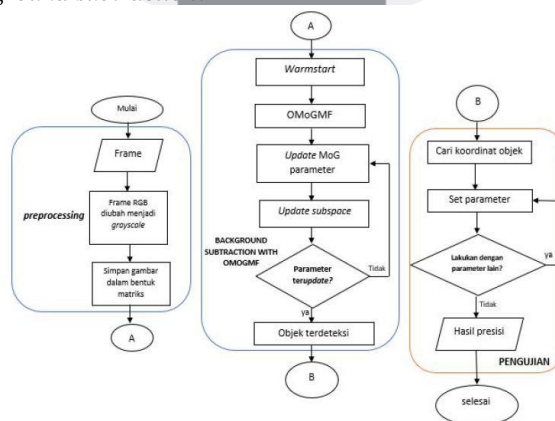 Mulai
Frame
preprocessing
Frame RGB
diubah menjadi
grayscale
Simpan gambar
dalam bentuk
matriks
A
A
Warmstart
OMoGMF
Update MoG
parameter
Update subspace
BACKGROUND
SUBTRACTION WITH
OMOGMF
Parameter
terupdate?
Tidak
ya
Objek terdeteksi
B
B
Cari koordinat objek
Set parameter
Lakukan dengan
parameter lain?
ya
Tidak
Hasil presisi
PENGUJIAN
selesai